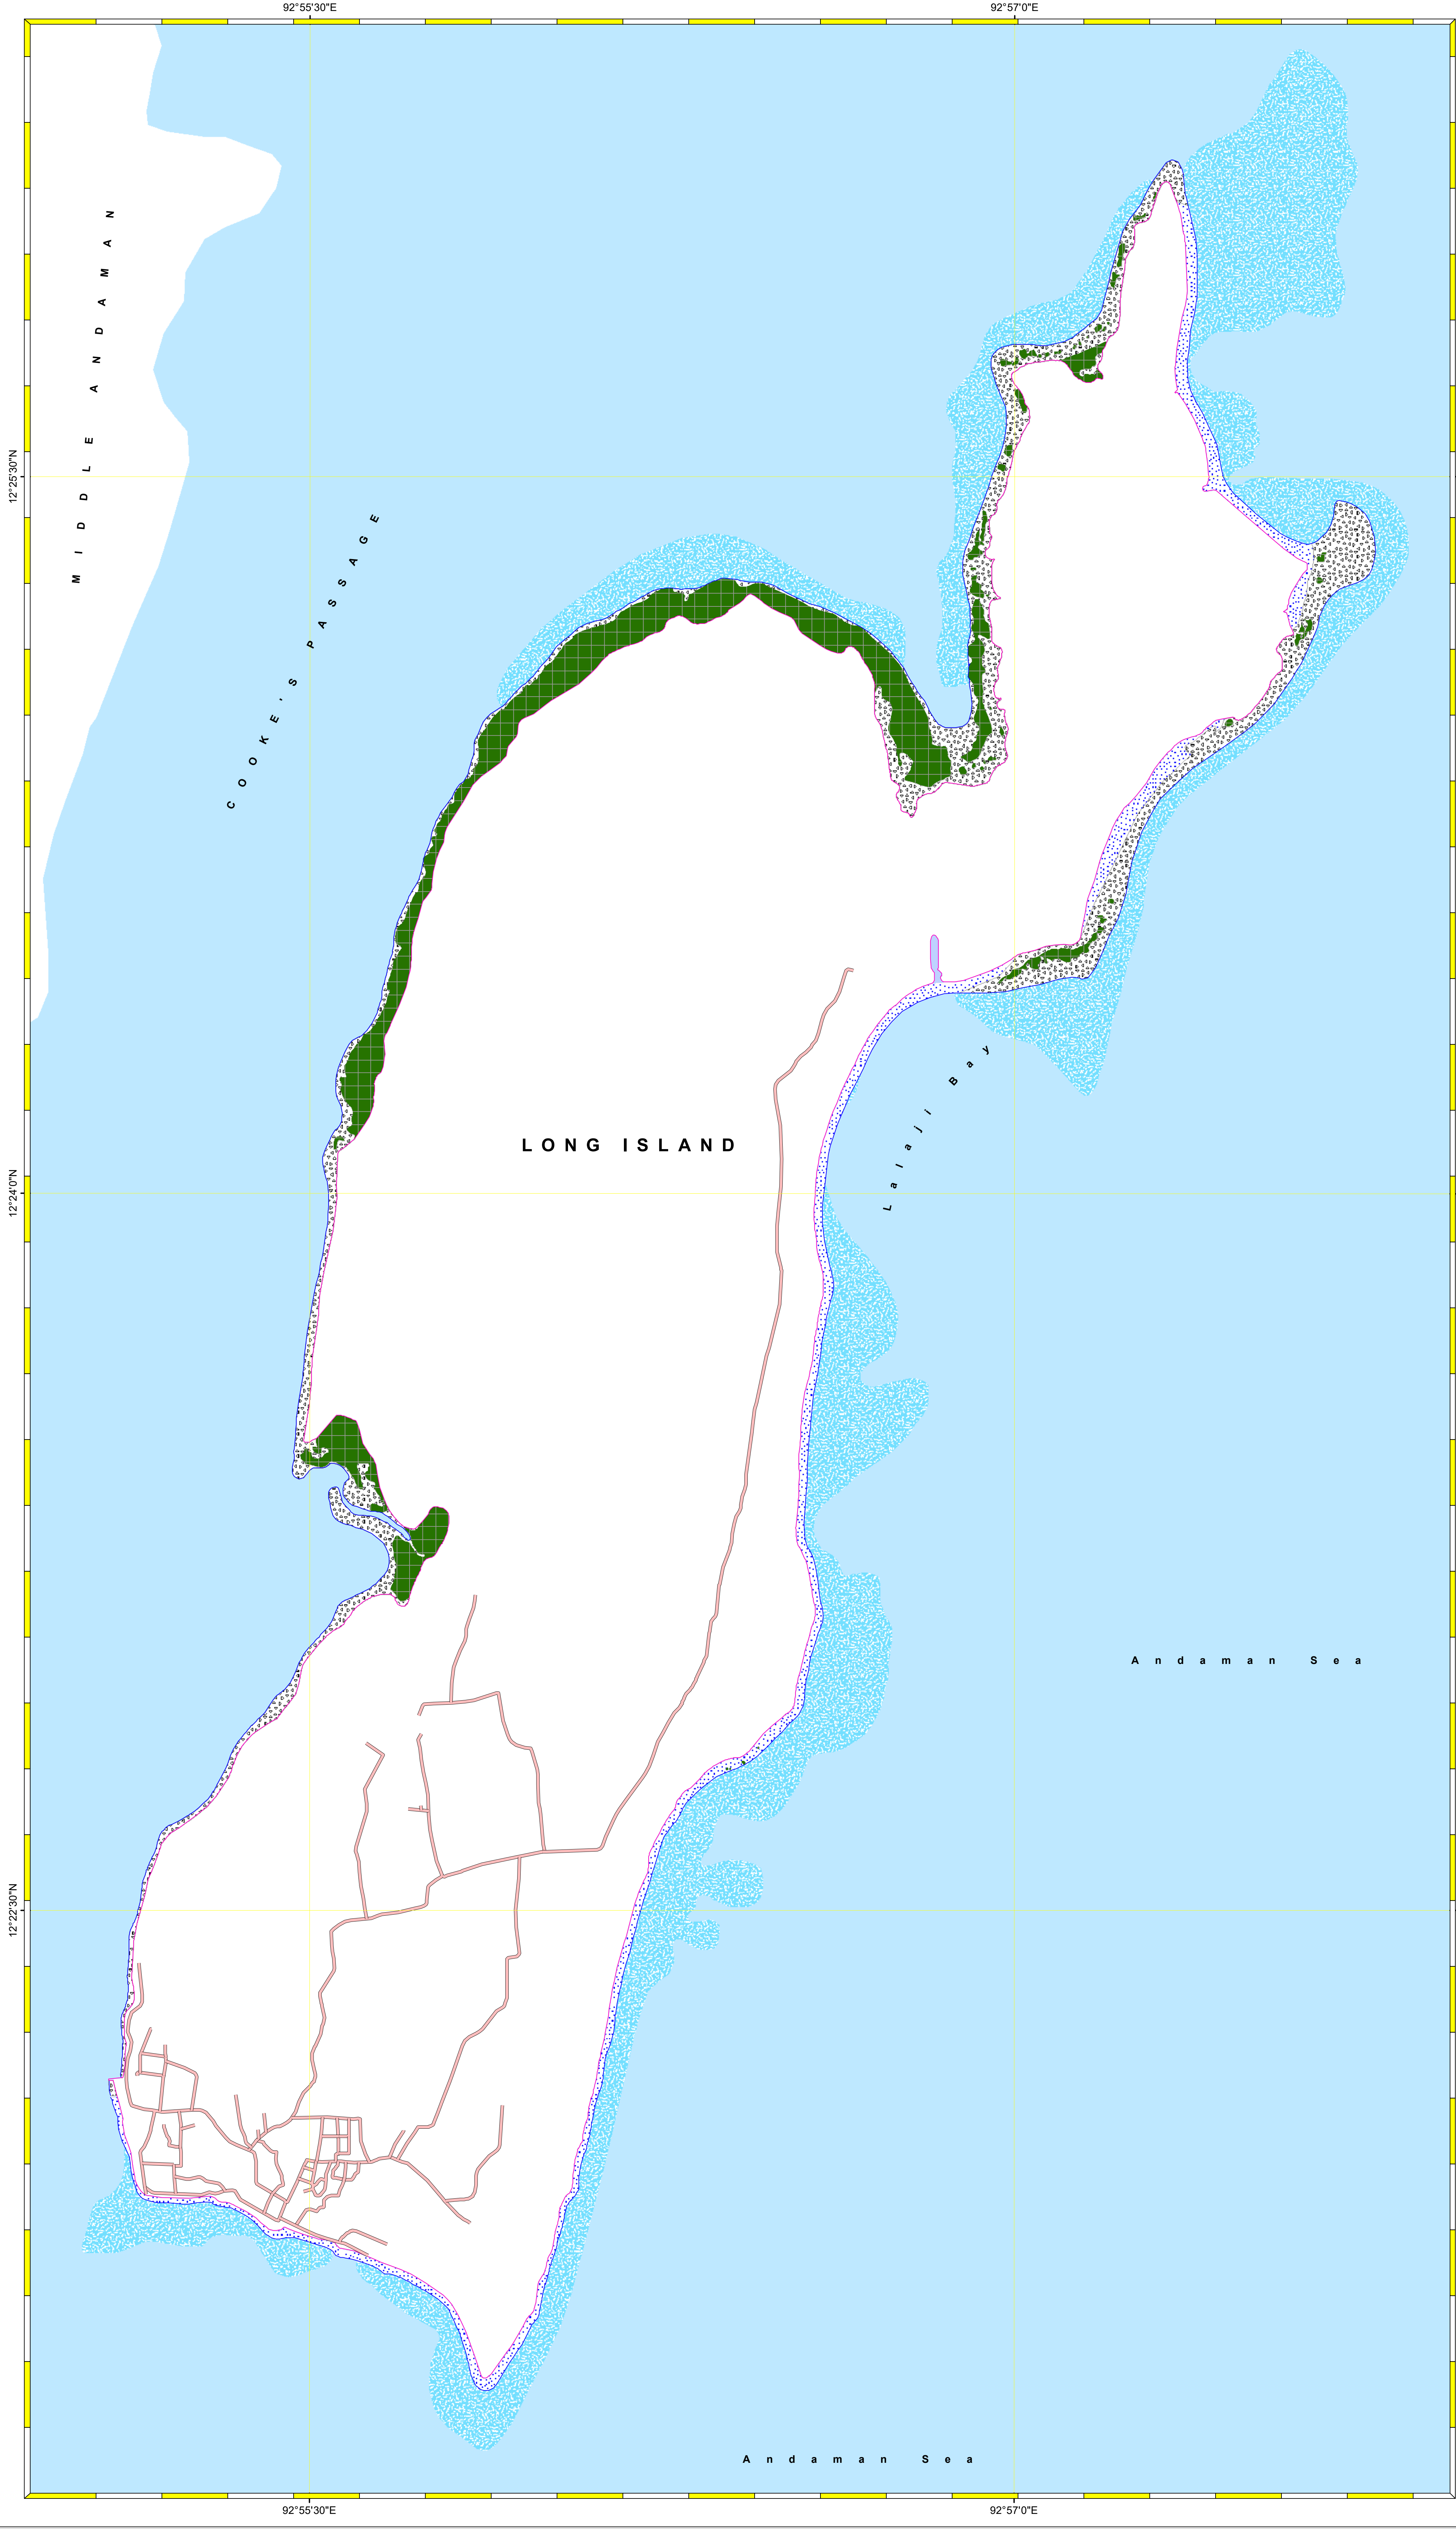 92°55'30"E
92°57'0"E
MIDDLE ANDAMAN
12°25'30"N
COOKE'S PASSAGE
Lalaji Bay
LONG ISLAND
12°24'0"N
Andaman Sea
12°22'30"N
Andaman Sea
92°55'30"E
92°57'0"E